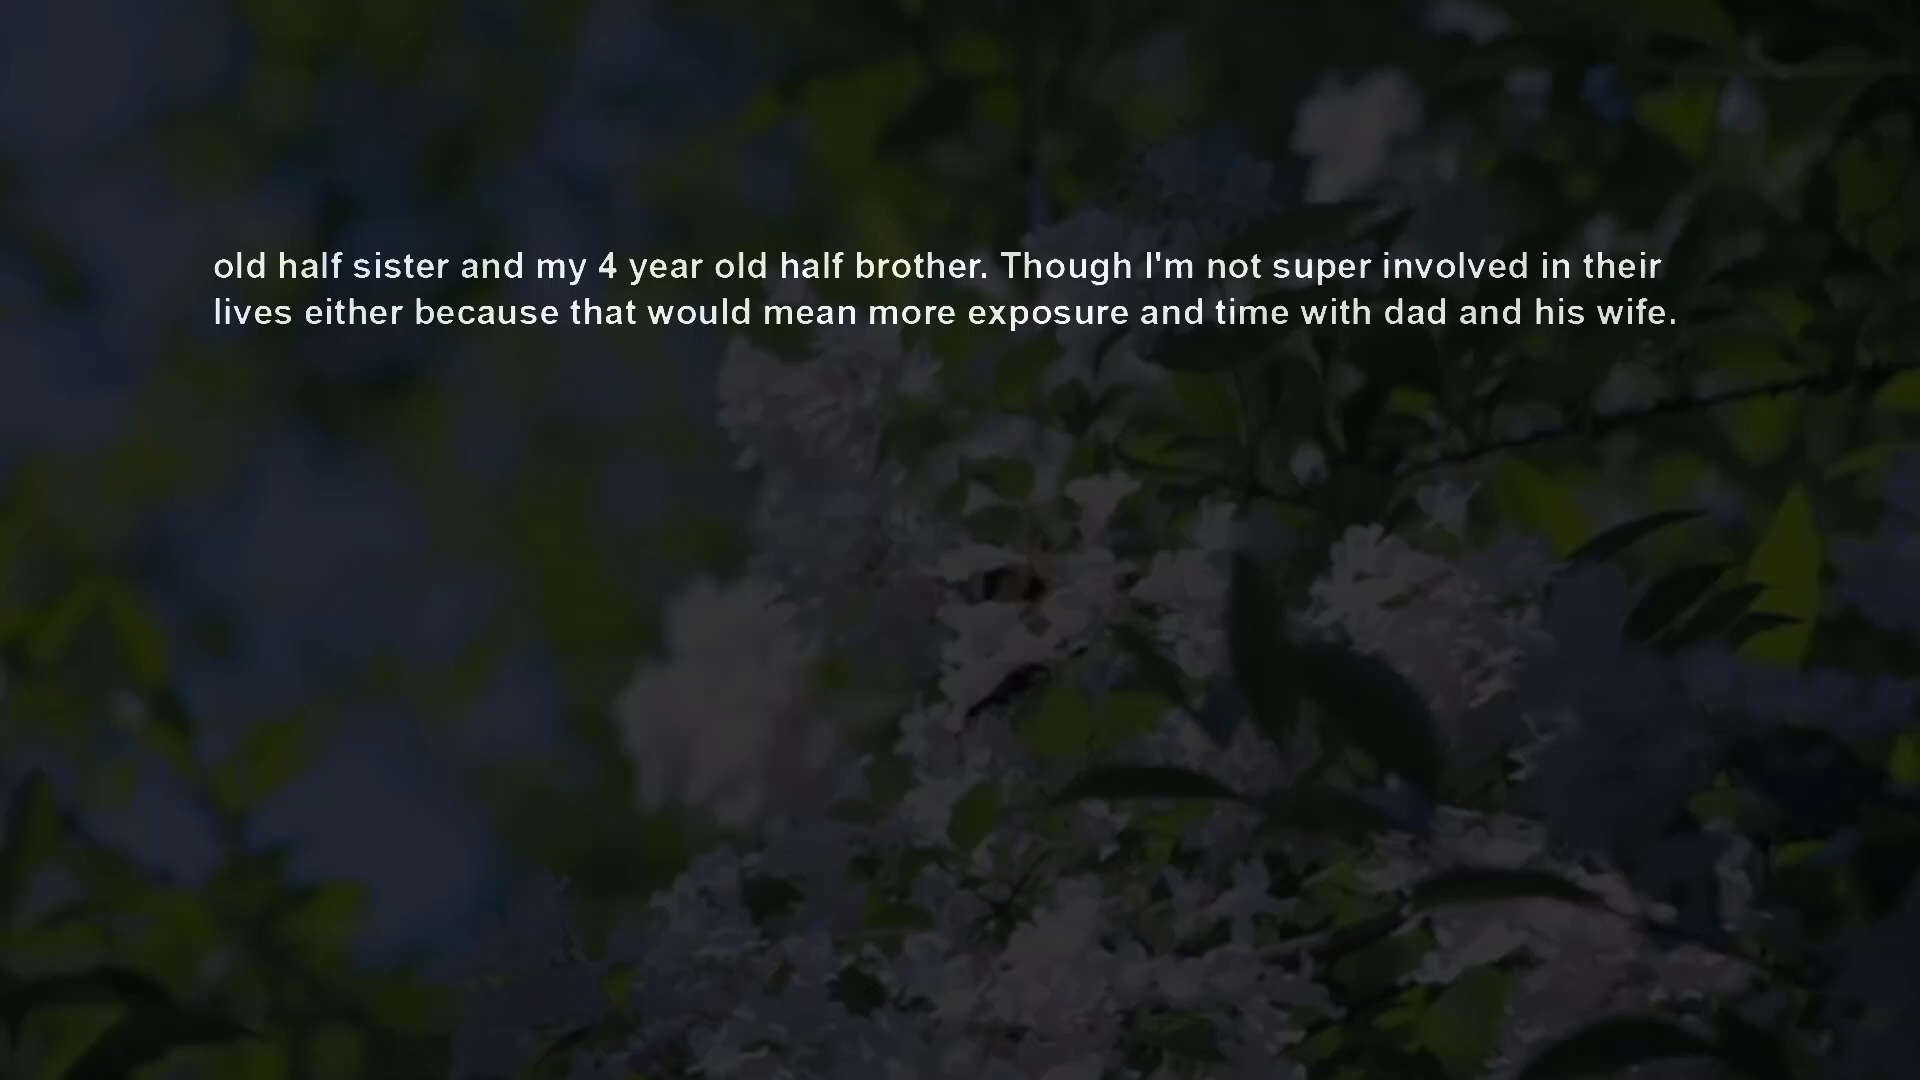 old half sister and my 4 year old half brother. Though I'm not super involved in their
lives either because that would mean more exposure and time with dad and his wife.